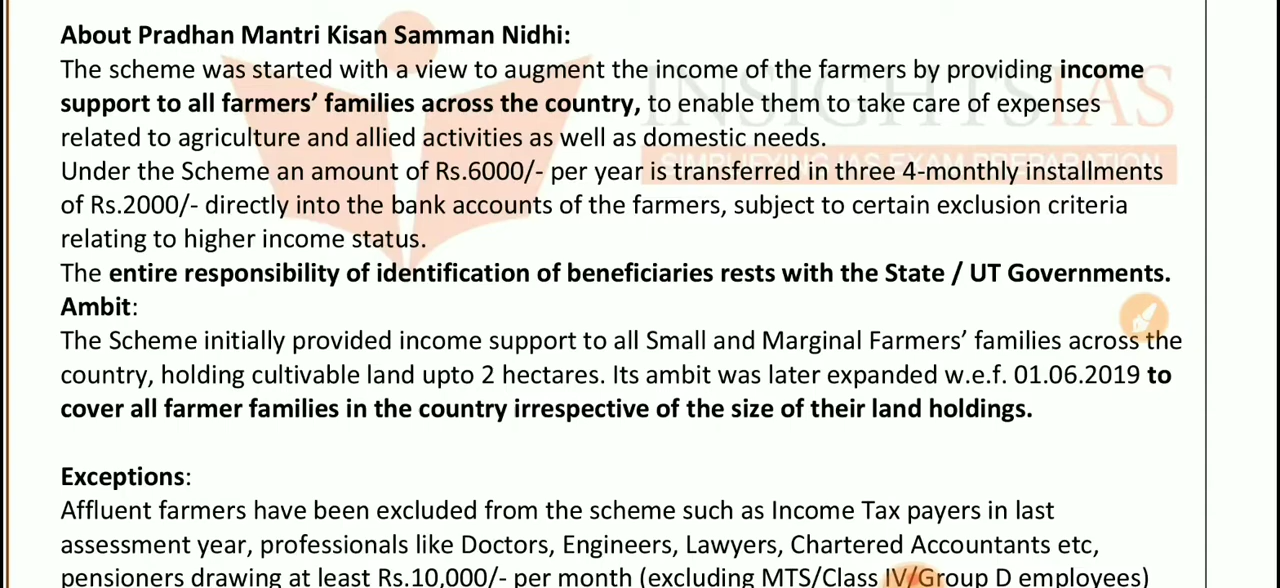 About Pradhan Mantri Kisan Samman Nidhi:
The scheme was started with a view to augment the income of the farmers by providing income
support to all farmers’ families across the country, to enable them to take care of expenses
related to agriculture and allied activities as well as domestic needs.
Under the Scheme an amount of Rs.6000/- per year is transferred in three 4-monthly installments
of Rs.2000/- directly into the bank accounts of the farmers, subject to certain exclusion criteria
relating to higher income status.
The entire responsibility of identification of beneficiaries rests with the State / UT Governments.
Ambit:
The Scheme initially provided income support to all Small and Marginal Farmers’ families across the
country, holding cultivable land upto 2 hectares. Its ambit was later expanded w.e.f. 01.06.2019 to
cover all farmer families in the country irrespective of the size of their land holdings.
Exceptions:
Affluent farmers have been excluded from the scheme such as Income Tax payers in last
assessment year, professionals like Doctors, Engineers, Lawyers, Chartered Accountants etc,
pensioners drawing at least Rs.10,000/- per month (excluding MTS/Class IV/Group D employees)
INSIGHTSIAS
SIMPLIFYING IAS EXAM PREPARATION